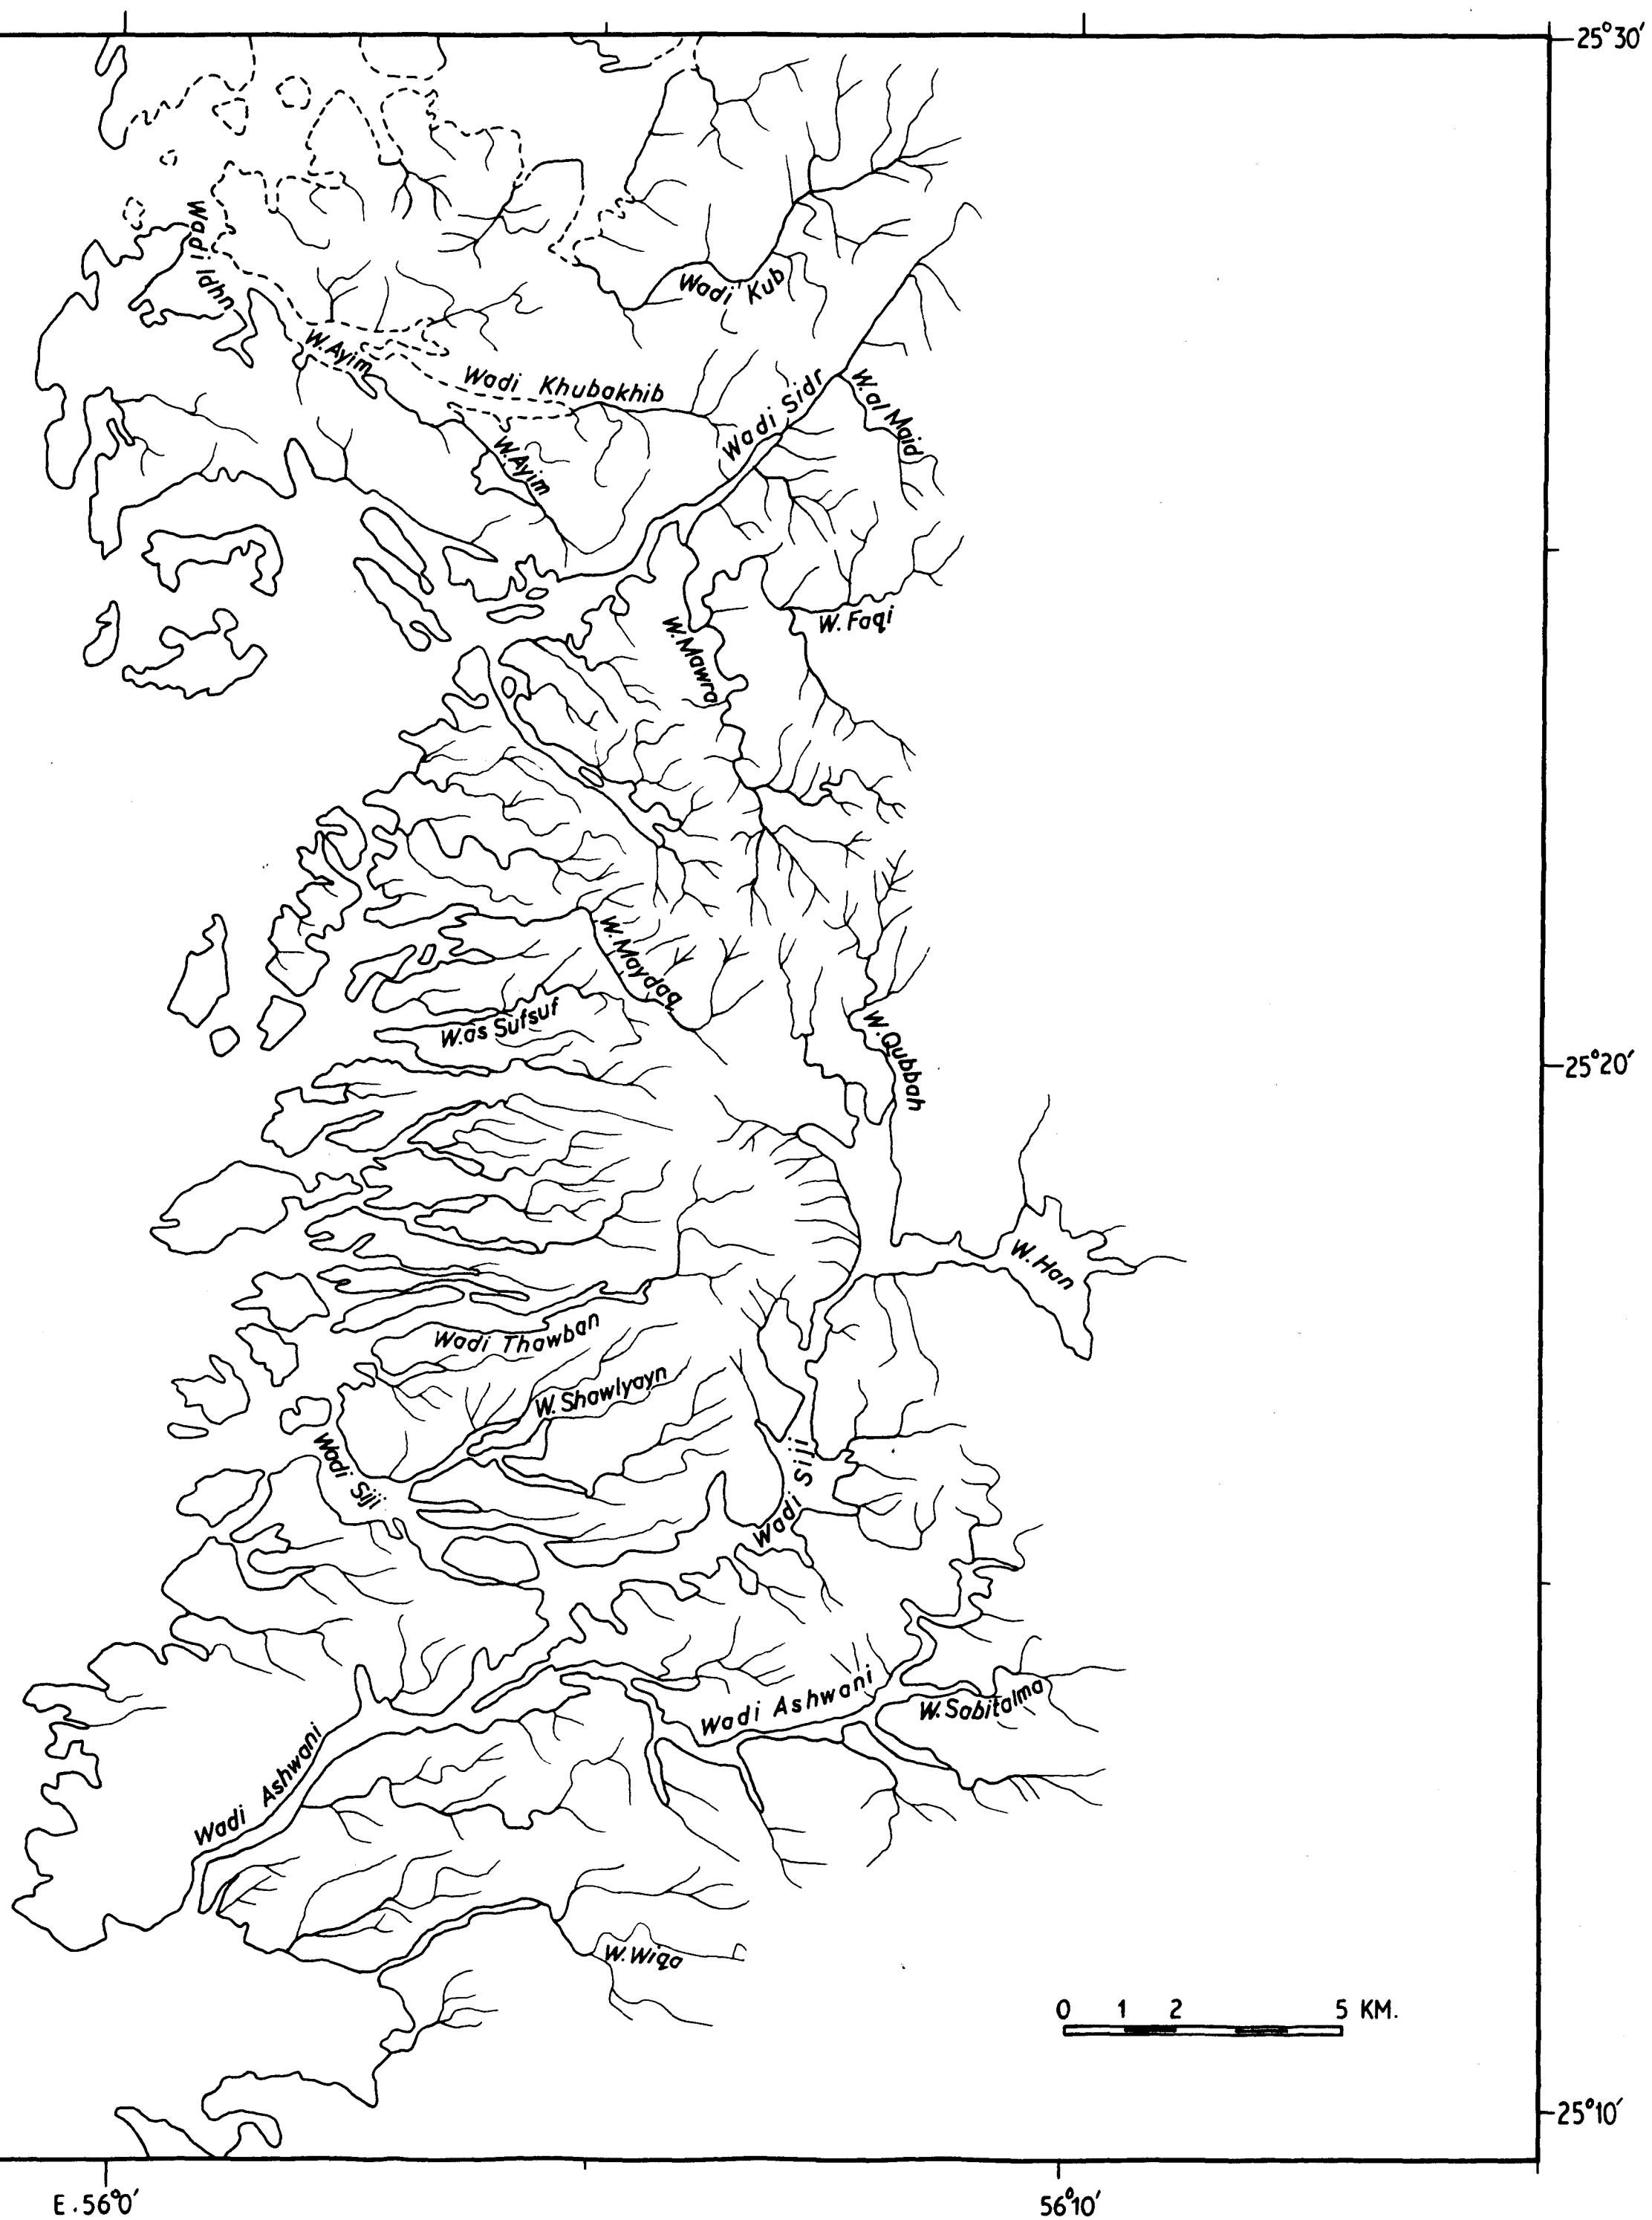 25°30'
Wadi Idhn
Wadi Kub
W. Ayim
Wadi Khubakhib
Wadi Sidr
W. al Maid
W. Ayim
W. Faqi
W. Mawra
W. Maydaq
W. as Sufsuf
W. Qubbah
25°20'
W. Han
Wadi Thawban
W. Shawlyayn
Wadi Siji
Wadi Siji
Wadi Ashwani
W. Sabitalma
Wadi Ashwani
W. Wiqa
0 1 2 5 KM.
25°10'
E. 56°0' 56°10'